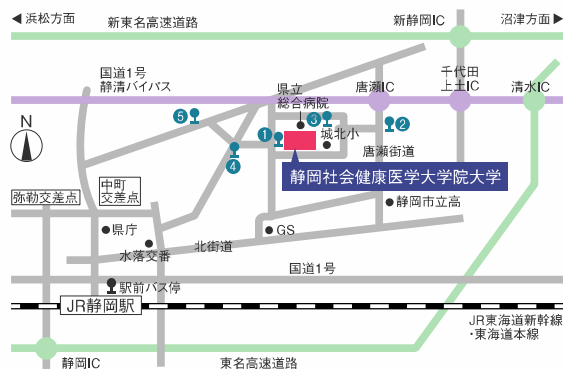 ◀ 浜松方面
新東名高速道路
新静岡IC
沼津方面 ▶
国道1号
静清バイパス
県立
総合病院
唐瀬IC
千代田
上土IC
清水IC
N
5
3
2
1
城北小
唐瀬街道
4
静岡社会健康医学大学院大学
弥勒交差点
中町
交差点
県庁
水落交番
北街道
GS
静岡市立高
国道1号
駅前バス停
JR静岡駅
JR東海道新幹線
・東海道本線
静岡IC
東名高速道路